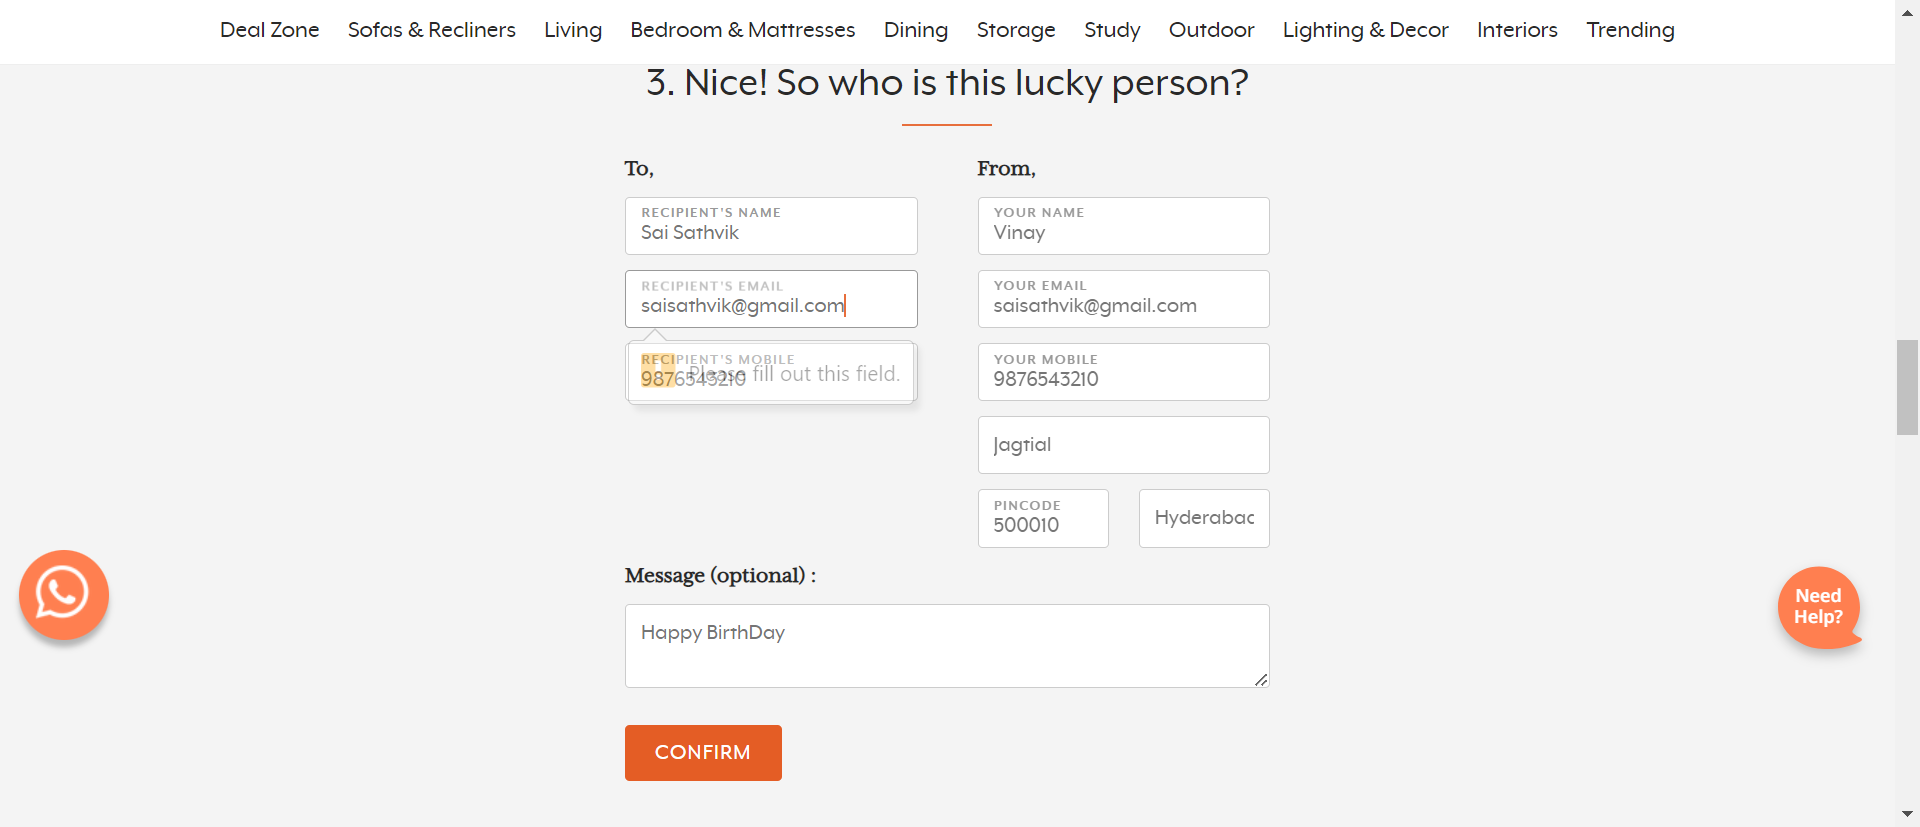 Deal Zone Sofas & Recliners Living Bedroom & Mattresses Dining Storage Study Outdoor Lighting & Decor Interiors Trending
3. Nice! So who is this lucky person?
To,
RECIPIENT'S NAME
Sai Sathvik
RECIPIENT'S EMAIL
saisathvik@gmail.com
RECIPIENT'S MOBILE
9876543210
Please fill out this field.
From,
YOUR NAME
Vinay
YOUR EMAIL
saisathvik@gmail.com
YOUR MOBILE
9876543210
Jagtial
PINCODE
500010
Hyderabac
Message (optional) :
Happy BirthDay
CONFIRM
Need
Help?